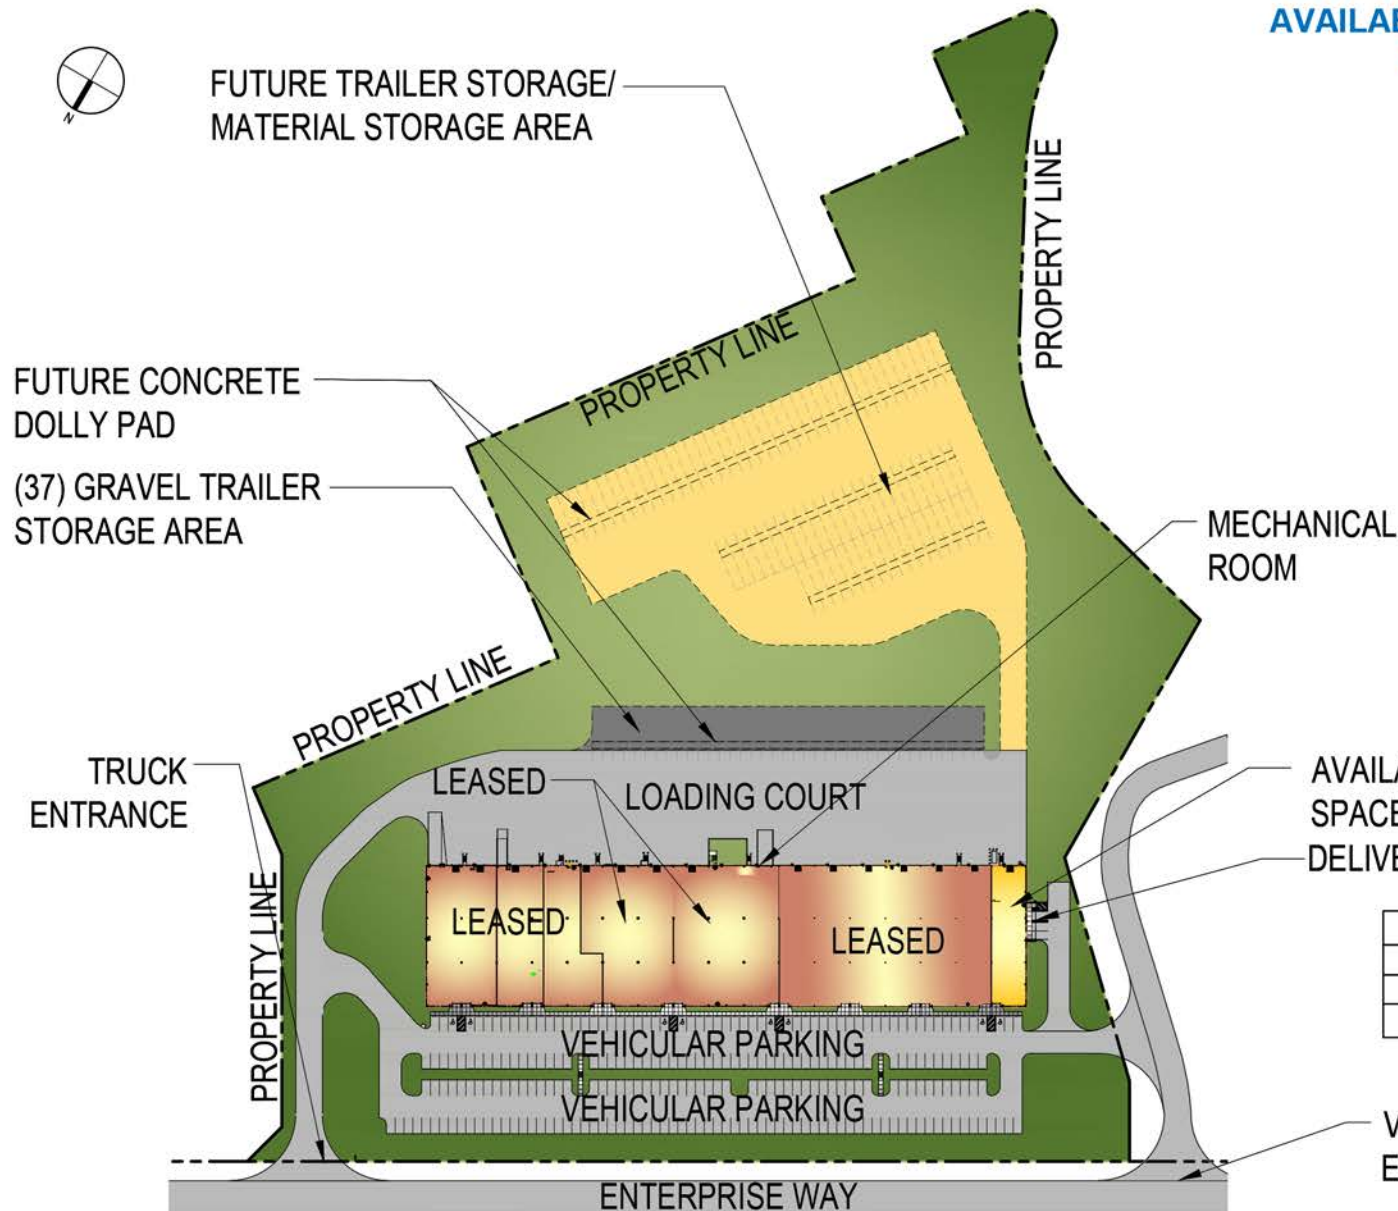 AVAILAB
N
FUTURE TRAILER STORAGE/
MATERIAL STORAGE AREA
PROPERTY LINE
PROPERTY LINE
FUTURE CONCRETE
DOLLY PAD
(37) GRAVEL TRAILER
STORAGE AREA
MECHANICAL
ROOM
PROPERTY LINE
TRUCK
ENTRANCE
LEASED
LOADING COURT
AVAILA
SPACE
DELIVE
PROPERTY LINE
LEASED
LEASED
VEHICULAR PARKING
VEHICULAR PARKING
V
E
ENTERPRISE WAY